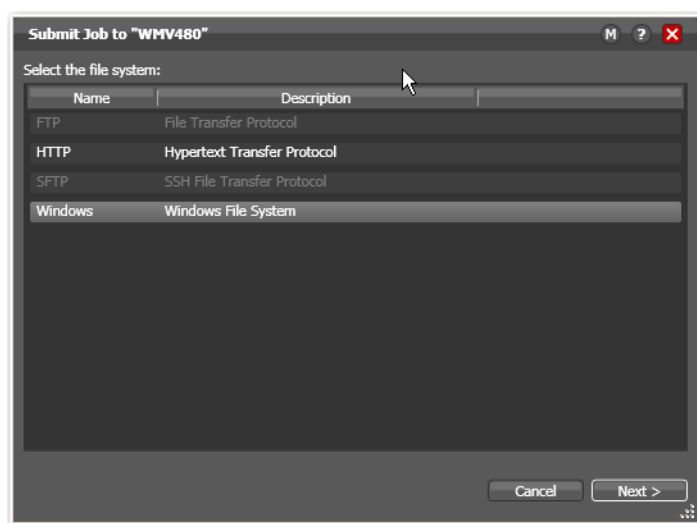 Submit Job to "WMV480"
M ? X
Select the file system:
Name Description
FTP File Transfer Protocol
HTTP Hypertext Transfer Protocol
SFTP SSH File Transfer Protocol
Windows Windows File System
Cancel Next >